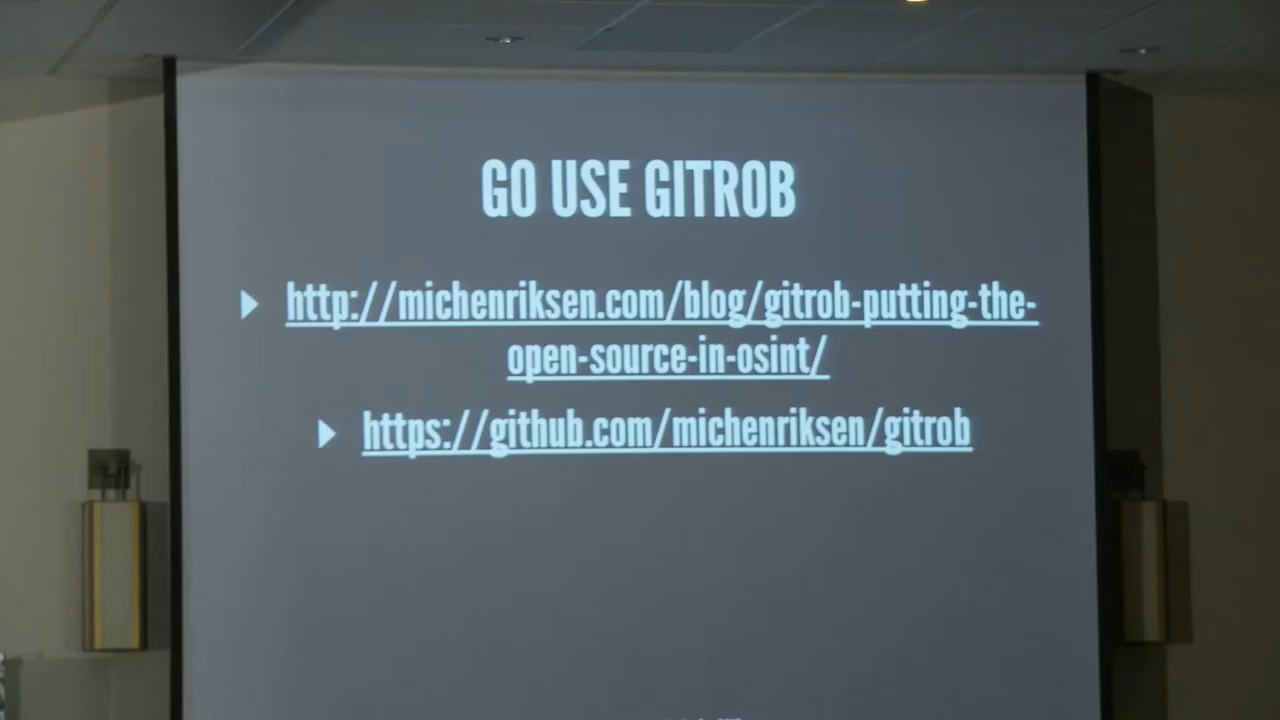 GO USE GITROB
http://michenriksen.com/blog/gitrob-putting-the-
open-source-in-osint/
https://github.com/michenriksen/gitrob